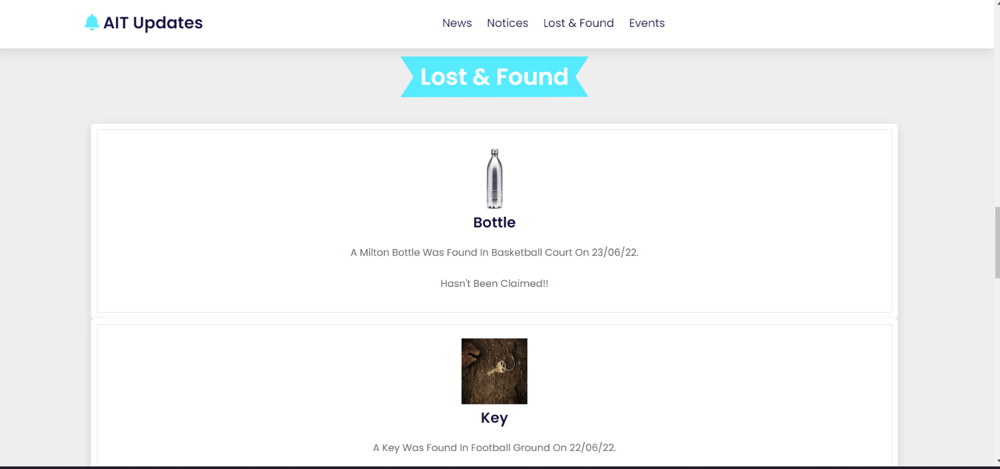 AIT Updates
News Notices Lost & Found Events
Lost & Found
Bottle
A Milton Bottle Was Found In Basketball Court On 23/06/22.
Hasn't Been Claimed!!
Key
A Key Was Found In Football Ground On 22/06/22.